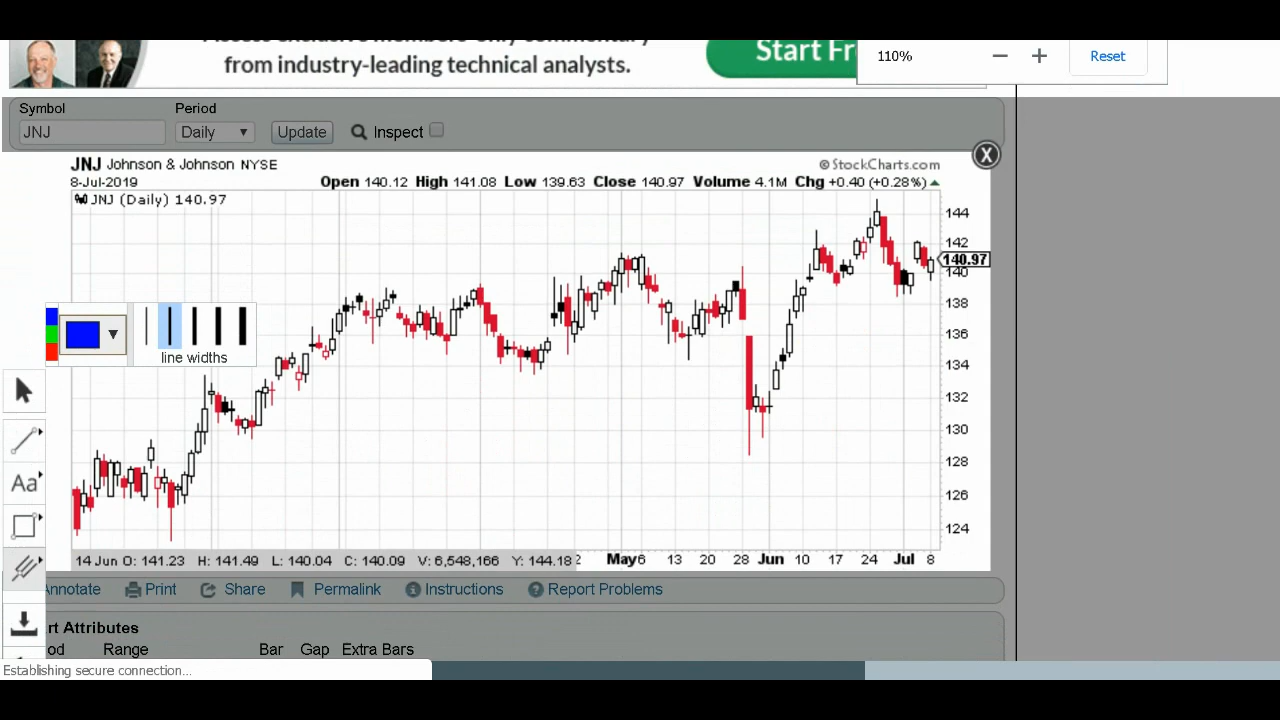 from industry-leading technical analysts.
Start Fr
110%
Reset
Symbol
Period
JNJ
Daily
Update
Inspect
JNJ Johnson & Johnson NYSE
© StockCharts.com
8-Jul-2019
Open 140.12 High 141.08 Low 139.63 Close 140.97 Volume 4.1M Chg +0.40 (+0.28%)
JNJ (Daily) 140.97
144
142
140.97
140
138
136
134
132
130
128
126
124
line widths
Aa
14 Jun O: 141.23 H: 141.49 L: 140.04 C: 140.09 V: 6,548,166 Y: 144.18 2 May 6 13 20 28 Jun 10 17 24 Jul 8
Annotate
Print
Share
Permalink
Instructions
Report Problems
rt Attributes
od
Range
Bar
Gap
Extra Bars
Establishing secure connection...